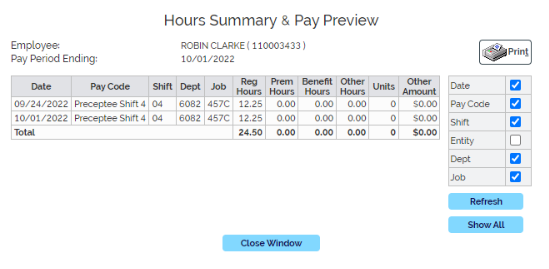 Hours Summary & Pay Preview
Employee: ROBIN CLARKE ( 110003433 )
Pay Period Ending: 10/01/2022
Print
Date Pay Code Shift Dept Job Reg Hours Prem Hours Benefit Hours Other Hours Units Other Amount
09/24/2022 Preceptee Shift 4 04 6082 457C 12.25 0.00 0.00 0.00 0 $0.00
10/01/2022 Preceptee Shift 4 04 6082 457C 12.25 0.00 0.00 0.00 0 $0.00
Total 24.50 0.00 0.00 0.00 0 $0.00
Date
Pay Code
Shift
Entity
Dept
Job
Refresh
Show All
Close Window